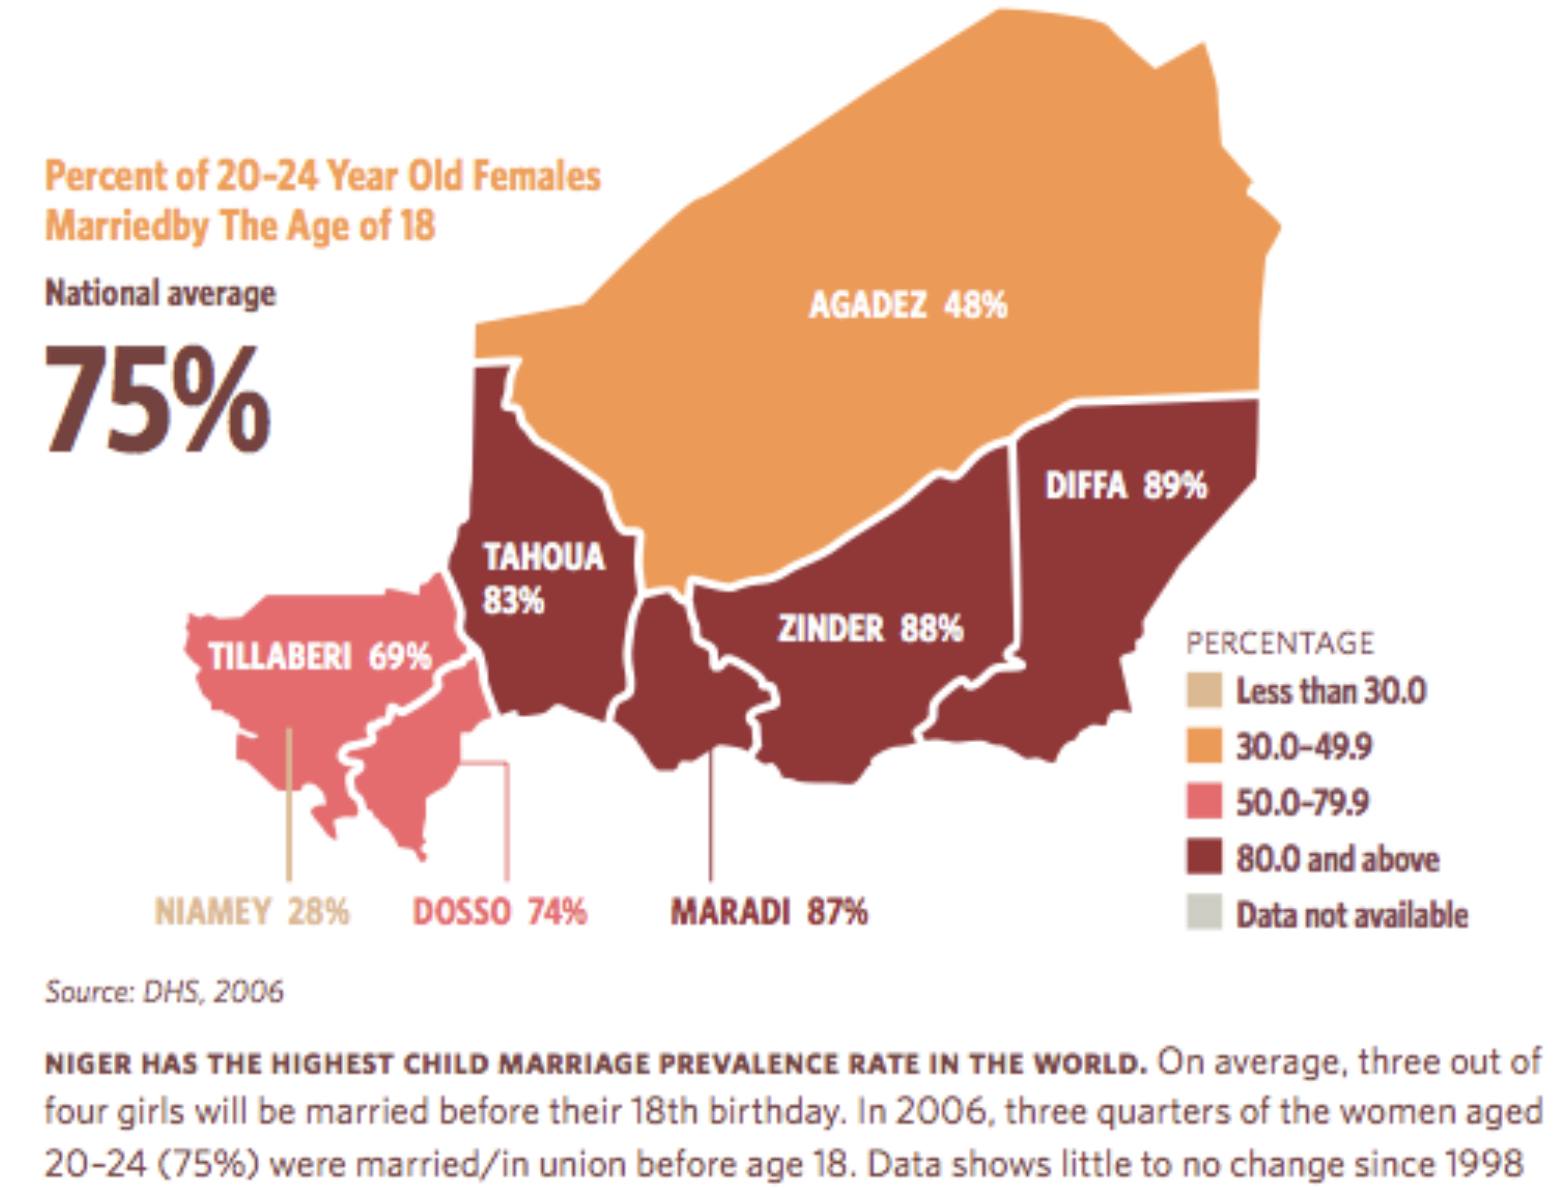 Percent of 20–24 Year Old Females
Marriedby The Age of 18
National average
75%
AGADEZ 48%
DIFFA 89%
TAHOUA
83%
ZINDER 88%
TILLABERI 69%
NIAMEY 28%
DOSSO 74%
MARADI 87%
PERCENTAGE
Less than 30.0
30.0–49.9
50.0–79.9
80.0 and above
Data not available
Source: DHS, 2006
NIGER HAS THE HIGHEST CHILD MARRIAGE PREVALENCE RATE IN THE WORLD. On average, three out of
four girls will be married before their 18th birthday. In 2006, three quarters of the women aged
20–24 (75%) were married/in union before age 18. Data shows little to no change since 1998